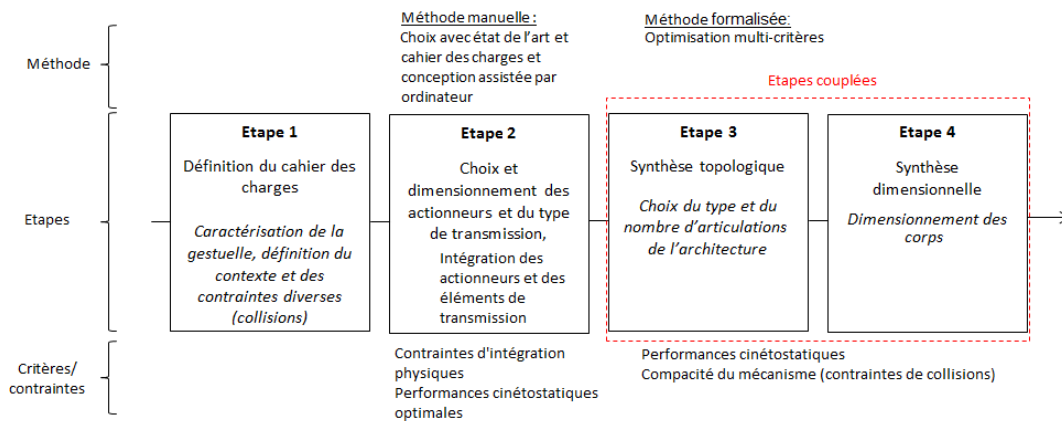 Méthode manuelle :
Choix avec état de l'art et
cahier des charges et
conception assistée par
ordinateur
Méthode formalisée:
Optimisation multi-critères
Méthode
Etapes couplées
Etape 1
Définition du cahier des
charges
Caractérisation de la
gestuelle, définition du
contexte et des
contraintes diverses
(collisions)
Etape 2
Choix et
dimensionnement des
actionneurs et du type
de transmission,
Intégration des
actionneurs et des
éléments de
transmission
Etape 3
Synthèse topologique
Choix du type et du
nombre d'articulations
de l'architecture
Etape 4
Synthèse
dimensionnelle
Dimensionnement des
corps
Etapes
Critères/
contraintes
Contraintes d'intégration
physiques
Performances cinétostatiques
optimales
Performances cinétostatiques
Compacité du mécanisme (contraintes de collisions)